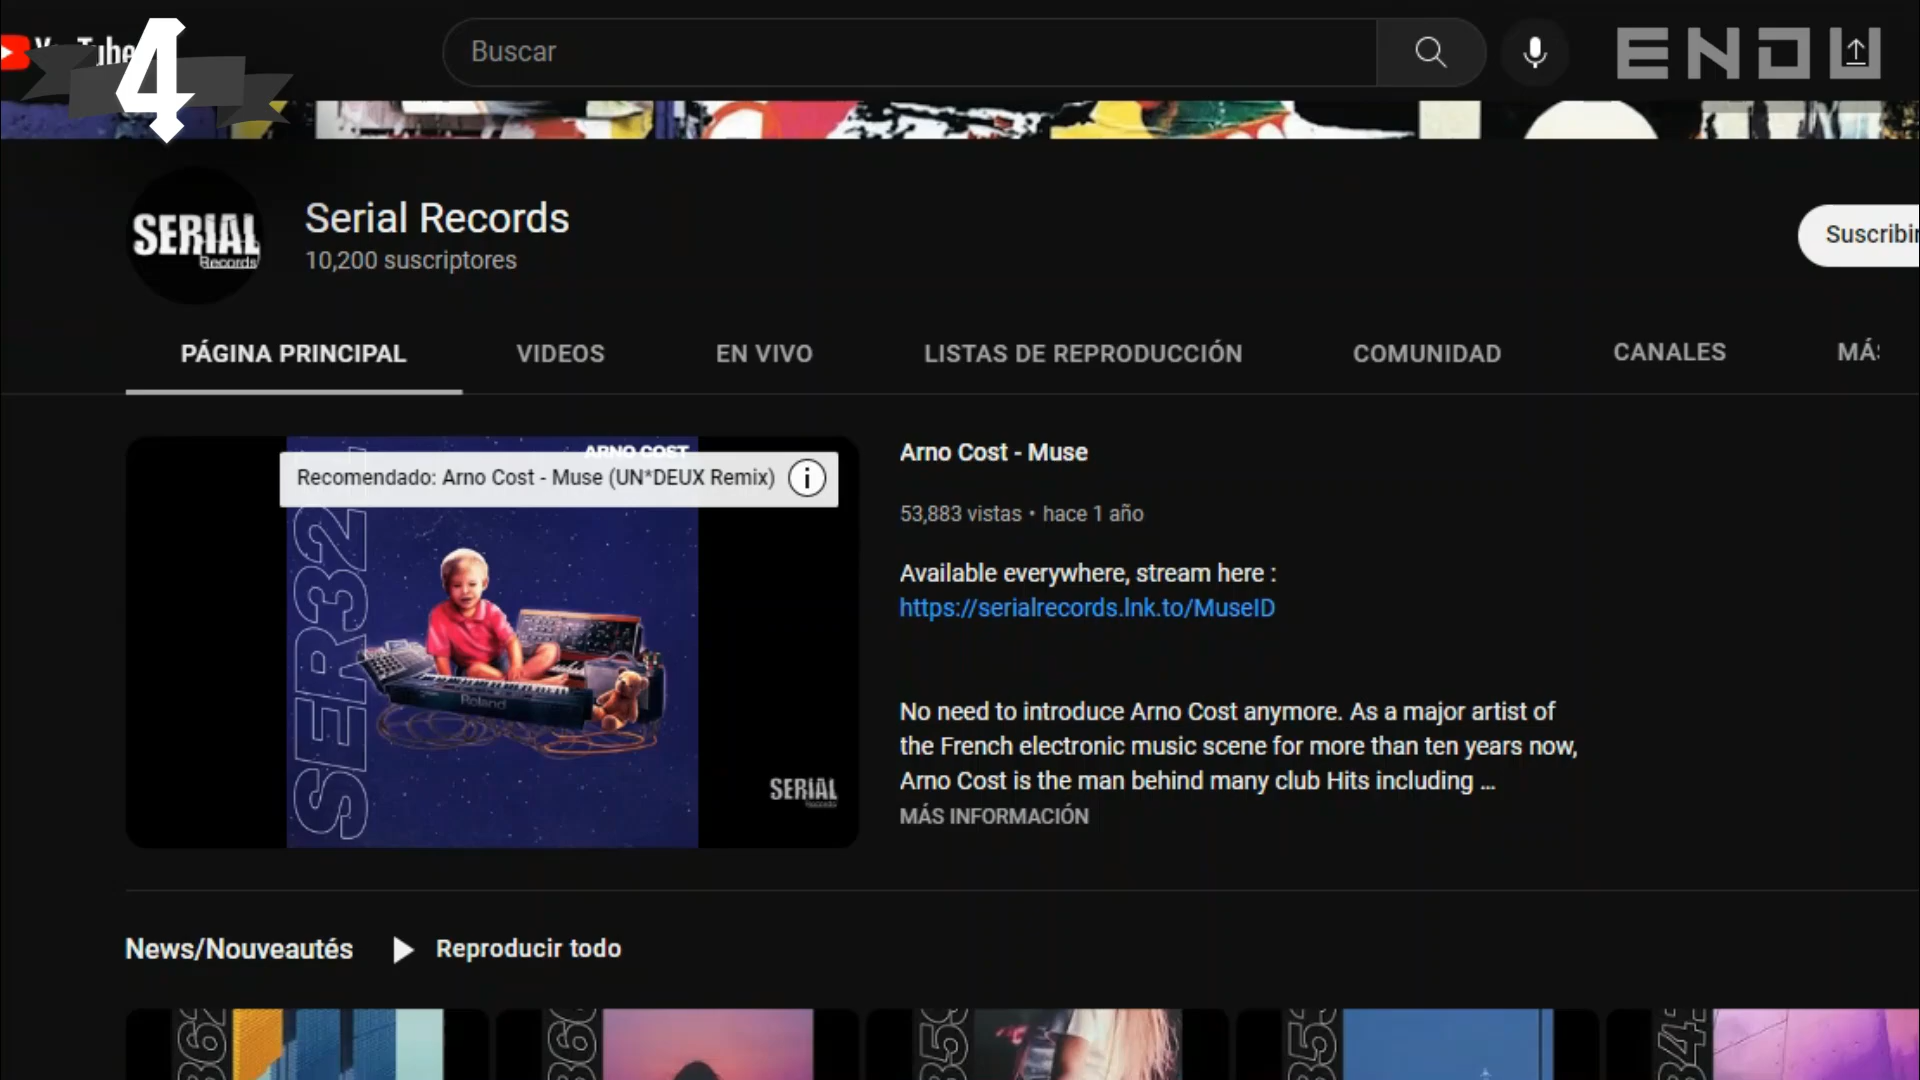 4
Buscar
ENDU
SERIAL
Records
Serial Records
10,200 suscriptores
PÁGINA PRINCIPAL
VIDEOS
EN VIVO
LISTAS DE REPRODUCCIÓN
COMUNIDAD
CANALES
ARNO COST
Recomendado: Arno Cost - Muse (UN*DEUX Remix)
SER32
Roland
SERIAL
Records
Arno Cost - Muse
53,883 vistas • hace 1 año
Available everywhere, stream here :
https://serialrecords.lnk.to/MuseID
No need to introduce Arno Cost anymore. As a major artist of
the French electronic music scene for more than ten years now,
Arno Cost is the man behind many club Hits including ...
MÁS INFORMACIÓN
News/Nouveautés
Reproducir todo